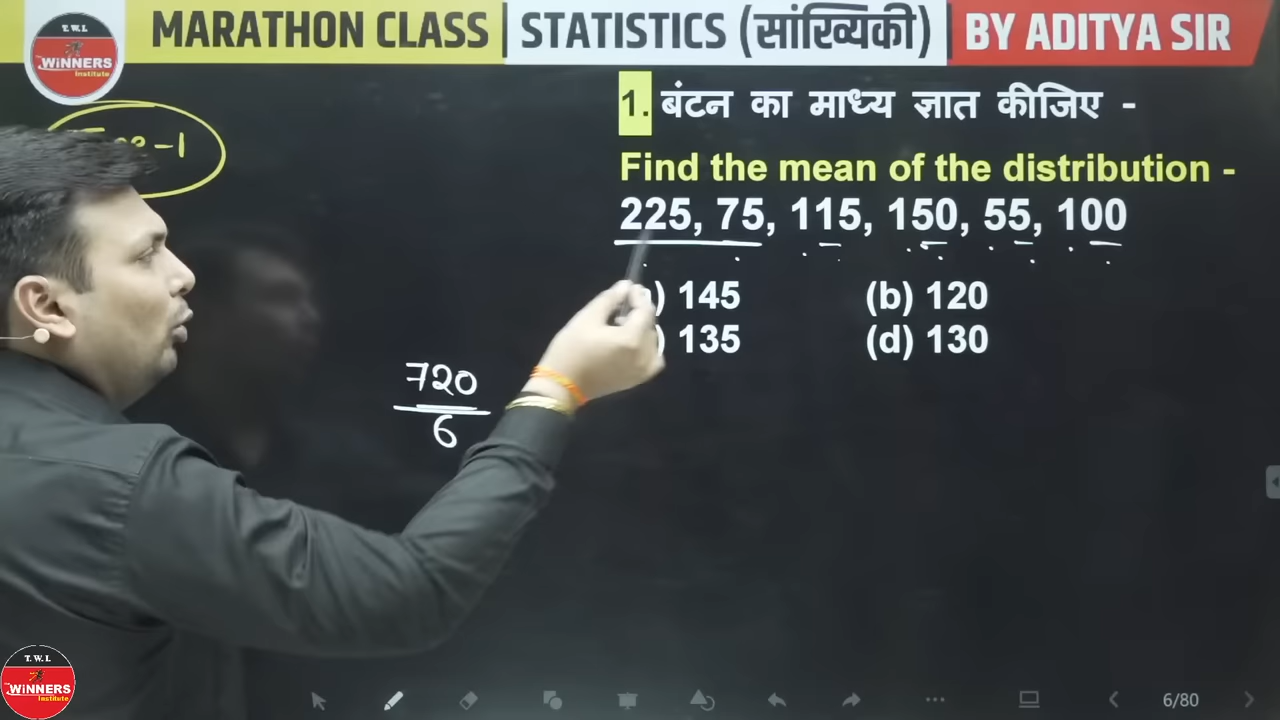 MARATHON CLASS STATISTICS (सांख्यिकी) BY ADITYA SIR
T.W.I.
WiNNERS
Institute
-1
1. बंटन का माध्य ज्ञात कीजिए -
Find the mean of the distribution -
225, 75, 115, 150, 55, 100
) 145 (b) 120
) 135 (d) 130
720
6
T.W.I.
WiNNERS
Institute
6/80